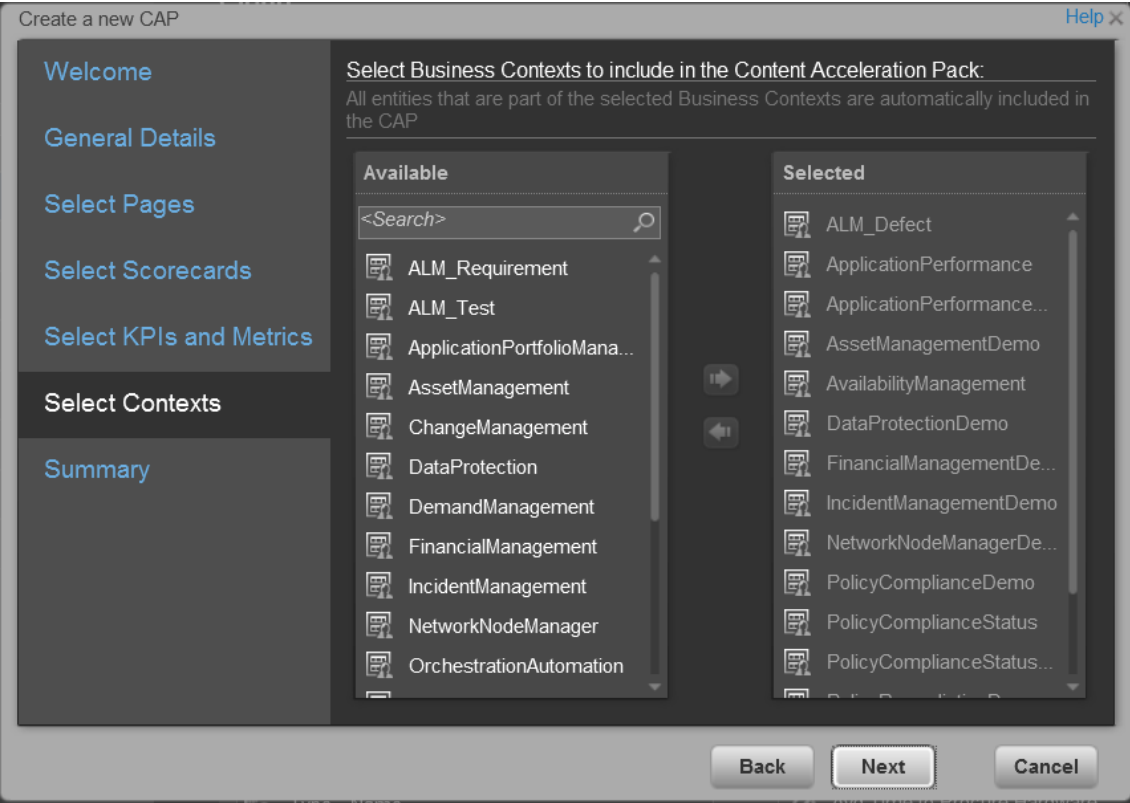 Create a new CAP
Help
Welcome
General Details
Select Pages
Select Scorecards
Select KPIs and Metrics
Select Contexts
Summary
Select Business Contexts to include in the Content Acceleration Pack:
All entities that are part of the selected Business Contexts are automatically included in
the CAP
Available
<Search>
ALM_Requirement
ALM_Test
ApplicationPortfolioMana...
AssetManagement
ChangeManagement
DataProtection
DemandManagement
FinancialManagement
IncidentManagement
NetworkNodeManager
OrchestrationAutomation
Selected
ALM_Defect
ApplicationPerformance
ApplicationPerformance...
AssetManagementDemo
AvailabilityManagement
DataProtectionDemo
FinancialManagementDe...
IncidentManagementDemo
NetworkNodeManagerDe...
PolicyComplianceDemo
PolicyComplianceStatus
PolicyComplianceStatus...
Back
Next
Cancel